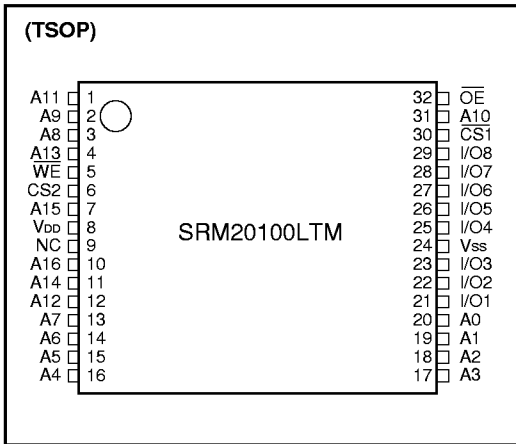 (TSOP)
A11 1 32 O̅E̅
A9 2 31 A10
A8 3 30 C̅S̅1̅
A13 4 29 I/O8
W̅E̅ 5 28 I/O7
CS2 6 27 I/O6
A15 7 26 I/O5
VDD 8 25 I/O4
NC 9 24 VSS
A16 10 23 I/O3
A14 11 22 I/O2
A12 12 21 I/O1
A7 13 20 A0
A6 14 19 A1
A5 15 18 A2
A4 16 17 A3
SRM20100LTM